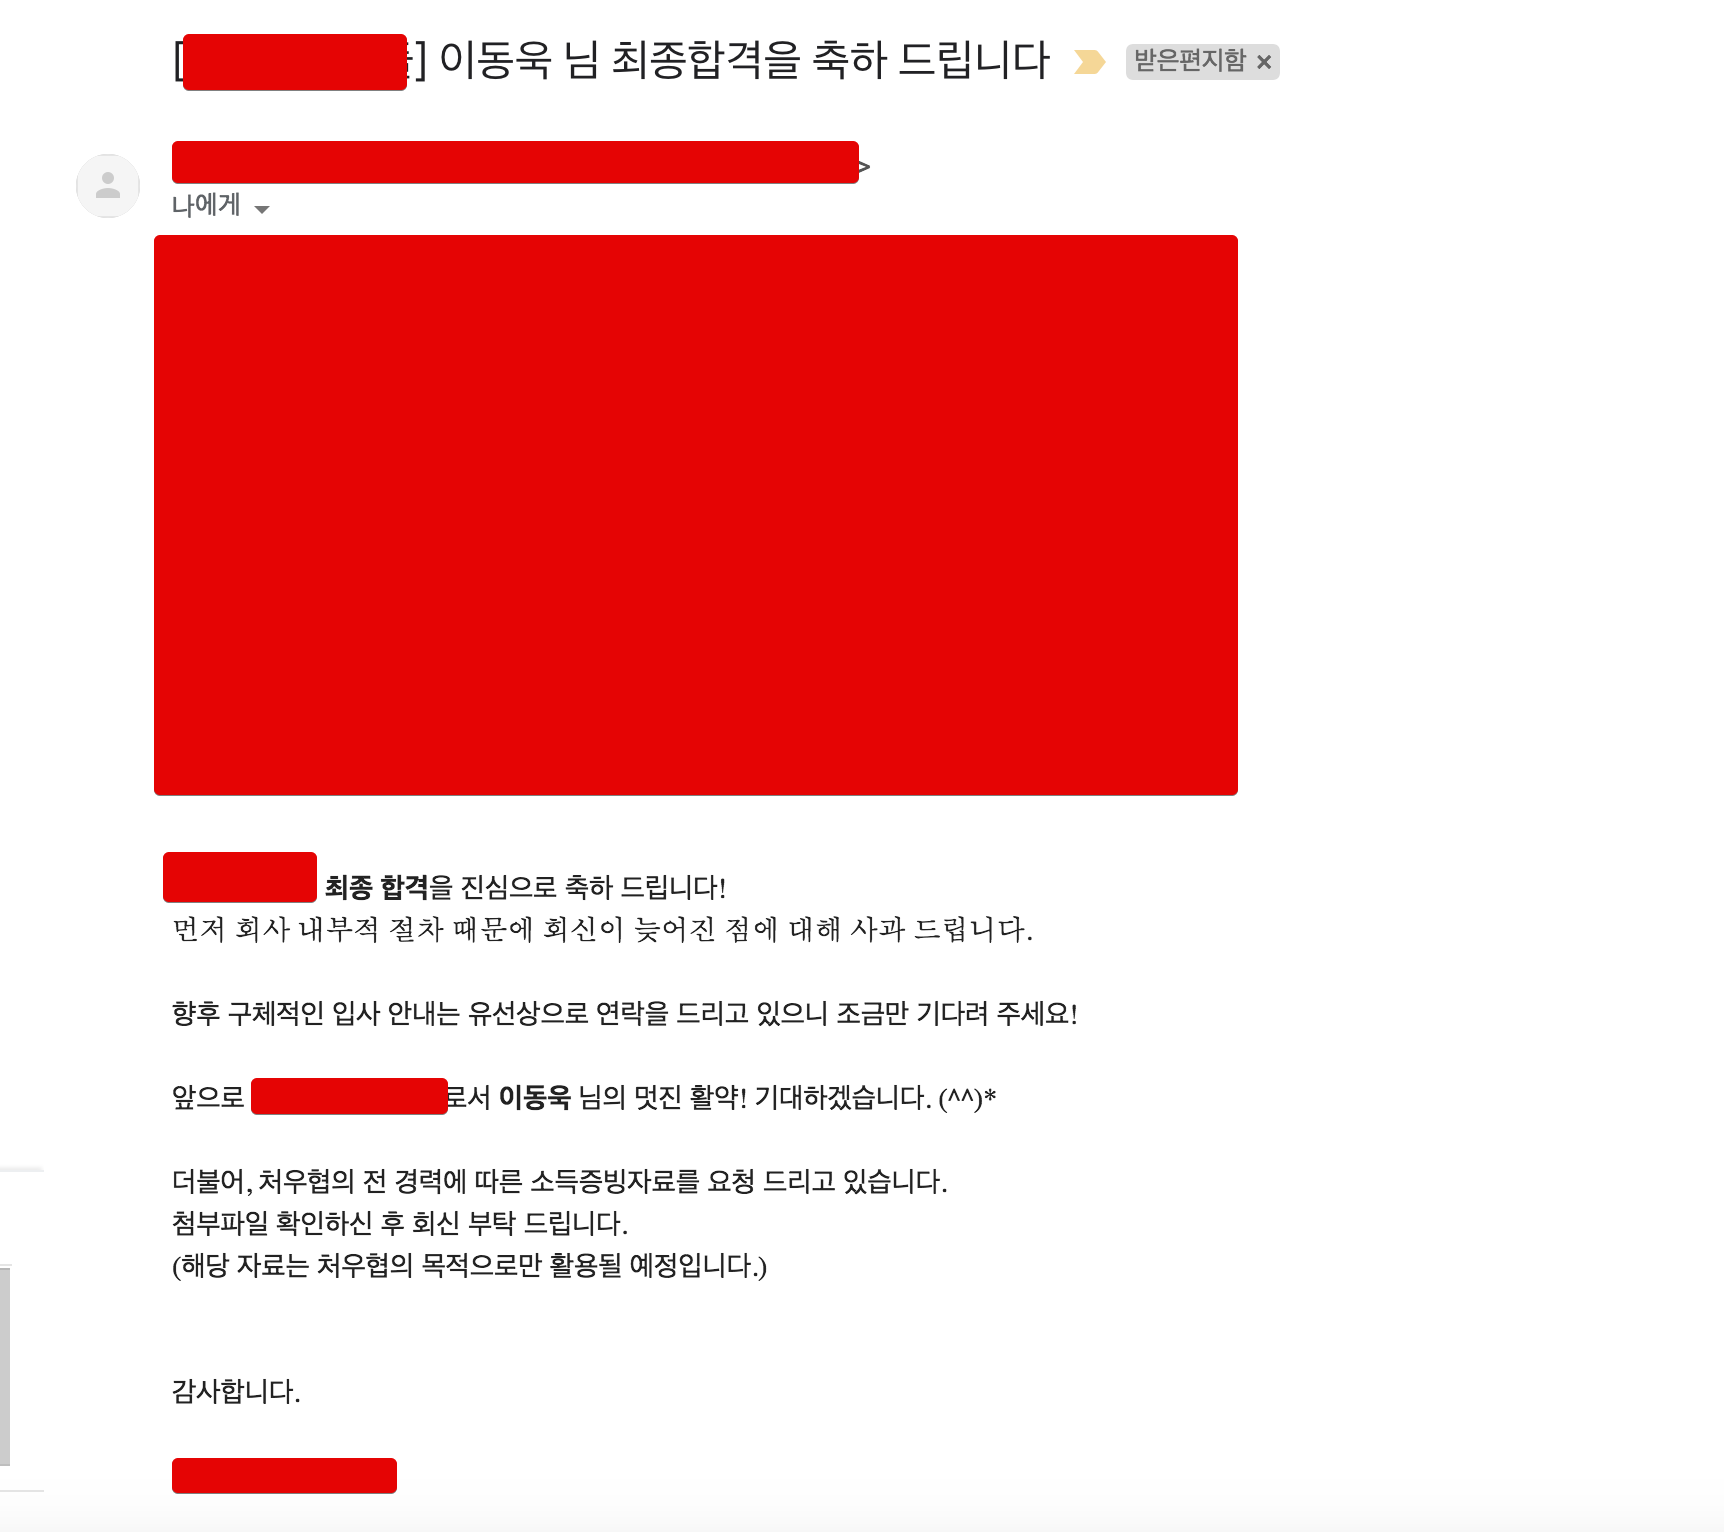 [ ] 이동욱 님 최종합격을 축하 드립니다 받은편지함 ×
>
나에게
최종 합격을 진심으로 축하 드립니다!
먼저 회사 내부적 절차 때문에 회신이 늦어진 점에 대해 사과 드립니다.
향후 구체적인 입사 안내는 유선상으로 연락을 드리고 있으니 조금만 기다려 주세요!
앞으로 로서 이동욱 님의 멋진 활약! 기대하겠습니다. (^^)*
더불어, 처우협의 전 경력에 따른 소득증빙자료를 요청 드리고 있습니다.
첨부파일 확인하신 후 회신 부탁 드립니다.
(해당 자료는 처우협의 목적으로만 활용될 예정입니다.)
감사합니다.